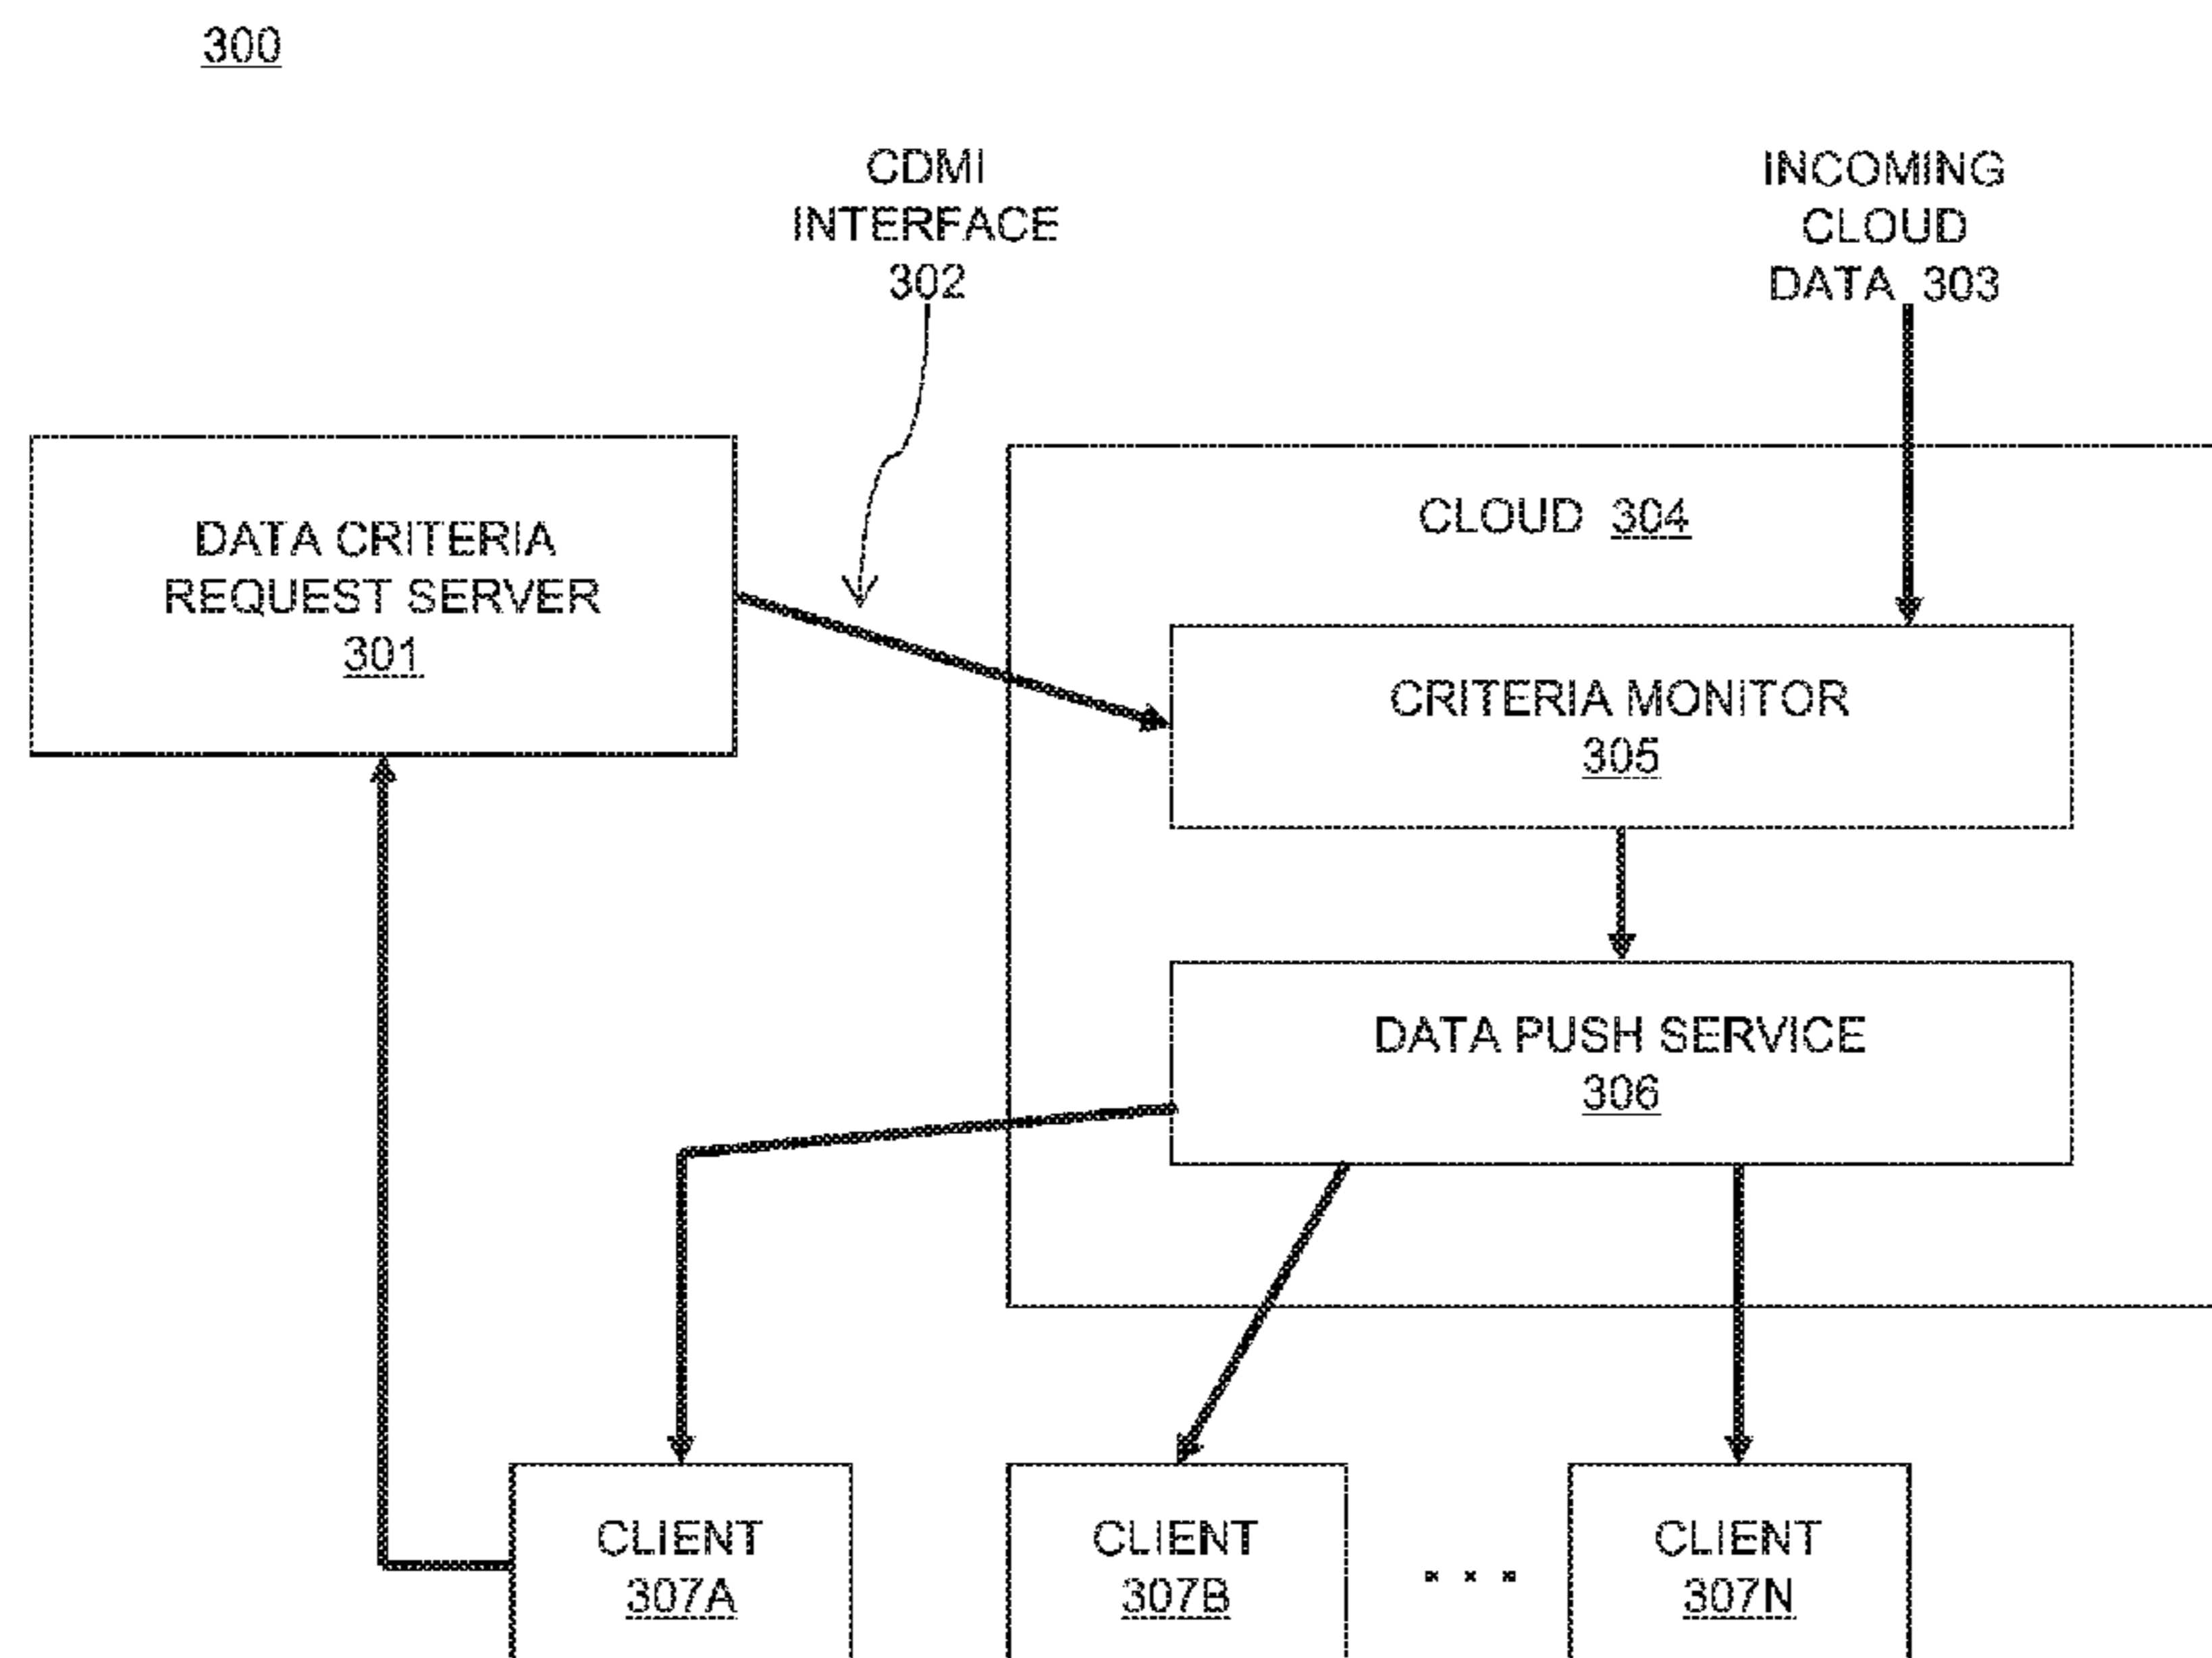 300
CDMI
INTERFACE
302
INCOMING
CLOUD
DATA 303
DATA CRITERIA
REQUEST SERVER
301
CLOUD 304
CRITERIA MONITOR
305
DATA PUSH SERVICE
306
CLIENT
307A
CLIENT
307B
. . .
CLIENT
307N